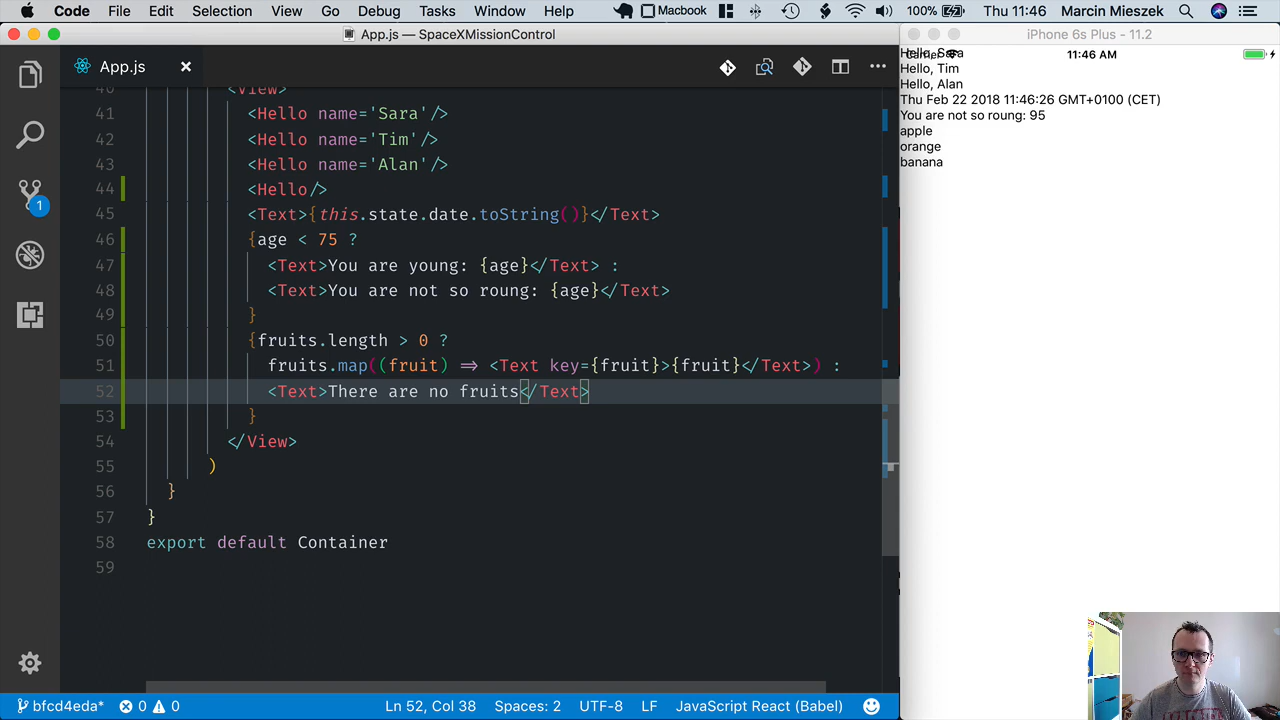 Code File Edit Selection View Go Debug Tasks Window Help Macbook 100% Thu 11:46 Marcin Mieszek
App.js — SpaceXMissionControl
iPhone 6s Plus - 11.2
App.js
11:46 AM
Hello, Sara
Hello, Tim
Hello, Alan
Thu Feb 22 2018 11:46:26 GMT+0100 (CET)
You are not so roung: 95
apple
orange
banana
40 <View>
41 <Hello name='Sara'/>
42 <Hello name='Tim'/>
43 <Hello name='Alan'/>
44 <Hello/>
45 <Text>{this.state.date.toString()}</Text>
46 {age < 75 ?
47 <Text>You are young: {age}</Text> :
48 <Text>You are not so roung: {age}</Text>
49 }
50 {fruits.length > 0 ?
51 fruits.map((fruit) => <Text key={fruit}>{fruit}</Text>) :
52 <Text>There are no fruits</Text>
53 }
54 </View>
55 )
56 }
57 }
58 export default Container
59
1
bfcd4eda* 0 0 Ln 52, Col 38 Spaces: 2 UTF-8 LF JavaScript React (Babel)